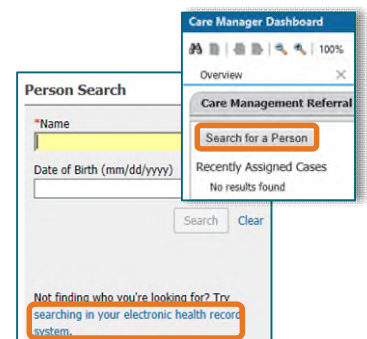 Care Manager Dashboard
100%
Overview
Care Management Referral
Search for a Person
Recently Assigned Cases
No results found
Person Search
*Name
Date of Birth (mm/dd/yyyy)
Search Clear
Not finding who you're looking for? Try
searching in your electronic health record
system.